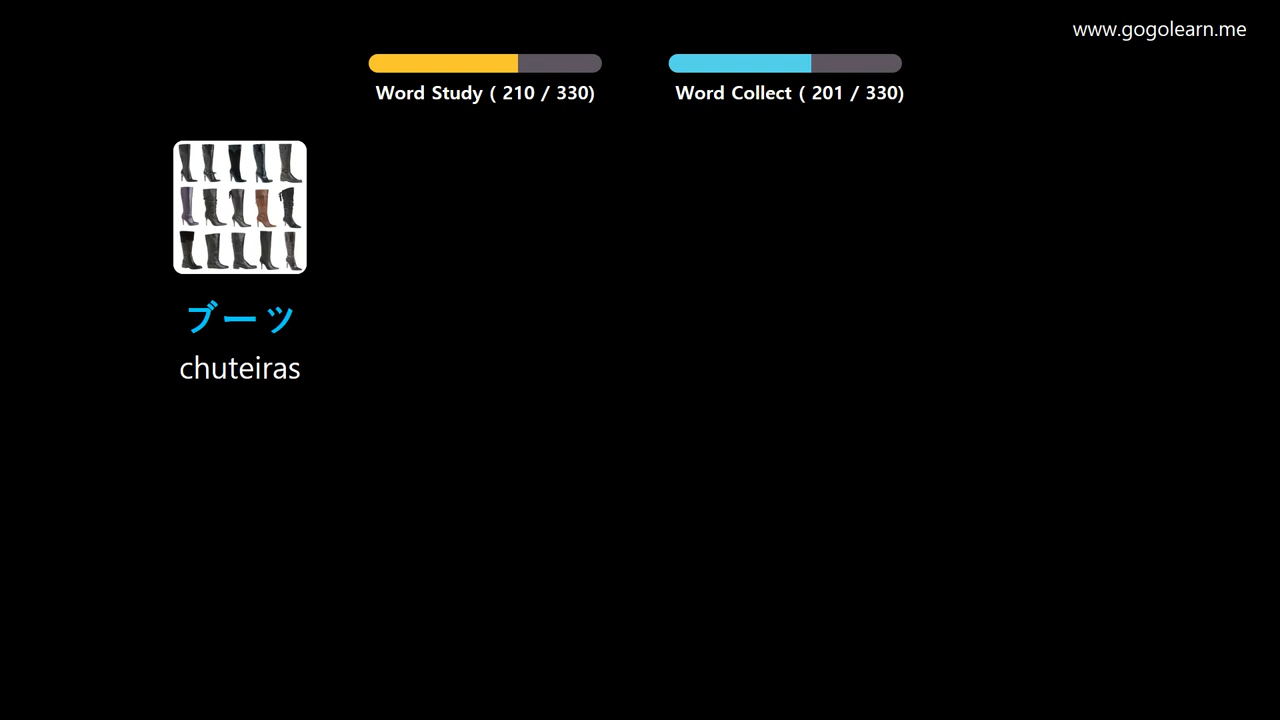 www.gogolearn.me
Word Study ( 210 / 330)
Word Collect ( 201 / 330)
ブーツ
chuteiras